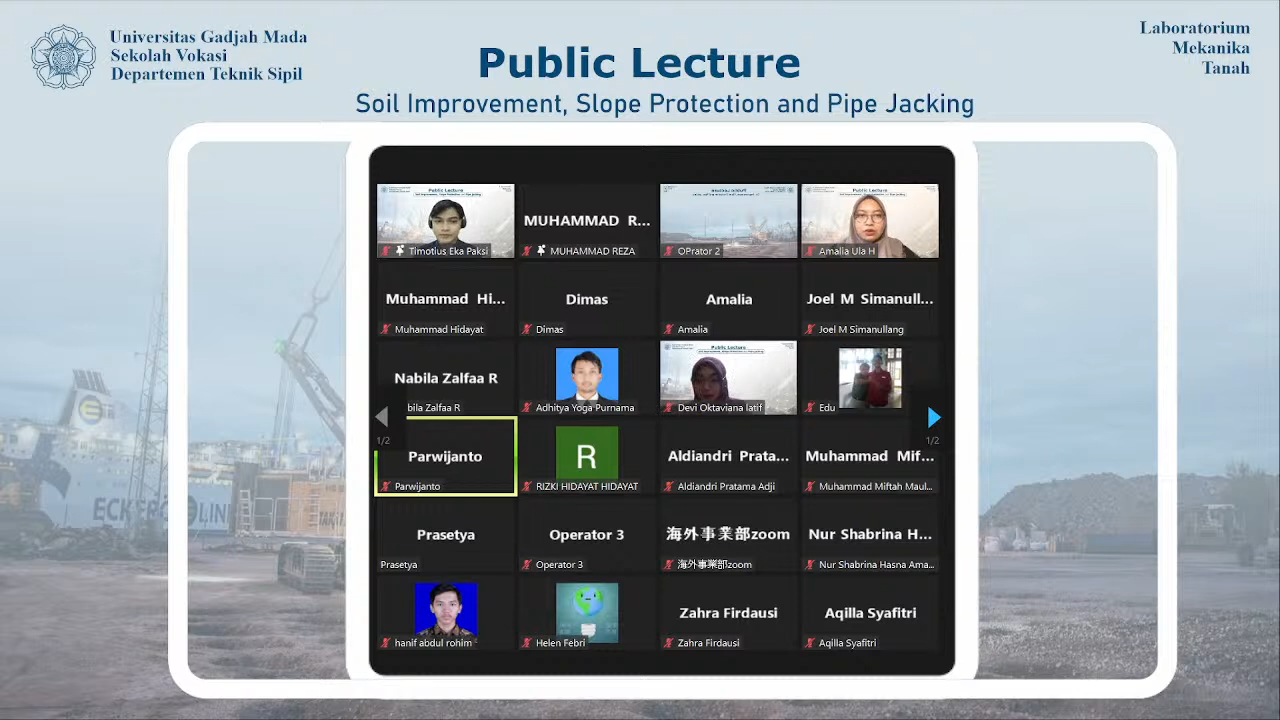 Universitas Gadjah Mada
Sekolah Vokasi
Departemen Teknik Sipil
Laboratorium
Mekanika
Tanah
Public Lecture
Soil Improvement, Slope Protection and Pipe Jacking
Public Lecture
MUHAMMAD R...
Public Lecture
Timotius Eka Paksi
MUHAMMAD REZA
OPrator 2
Amalia Ula H
Muhammad Hi...
Dimas
Amalia
Joel M Simanull...
Muhammad Hidayat
Dimas
Amalia
Joel M Simanullang
Nabila Zalfaa R
Public Lecture
bila Zalfaa R
Adhitya Yoga Purnama
Devi Oktaviana latif
Edu
1/2
1/2
Parwijanto
R
Aldiandri Prata...
Muhammad Mif...
Parwijanto
RIZKI HIDAYAT HIDAYAT
Aldiandri Pratama Adji
Muhammad Miftah Maul...
Prasetya
Operator 3
海外事業部zoom
Nur Shabrina H...
Prasetya
Operator 3
海外事業部zoom
Nur Shabrina Hasna Ama...
Zahra Firdausi
Aqilla Syafitri
hanif abdul rohim
Helen Febri
Zahra Firdausi
Aqilla Syafitri